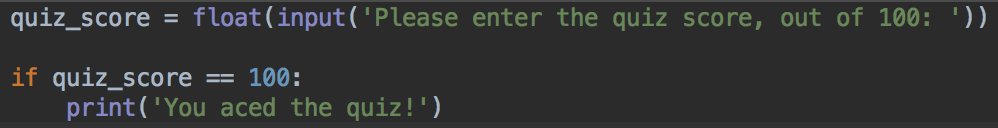 quiz_score = float(input('Please enter the quiz score, out of 100: '))
if quiz_score == 100:
    print('You aced the quiz!')